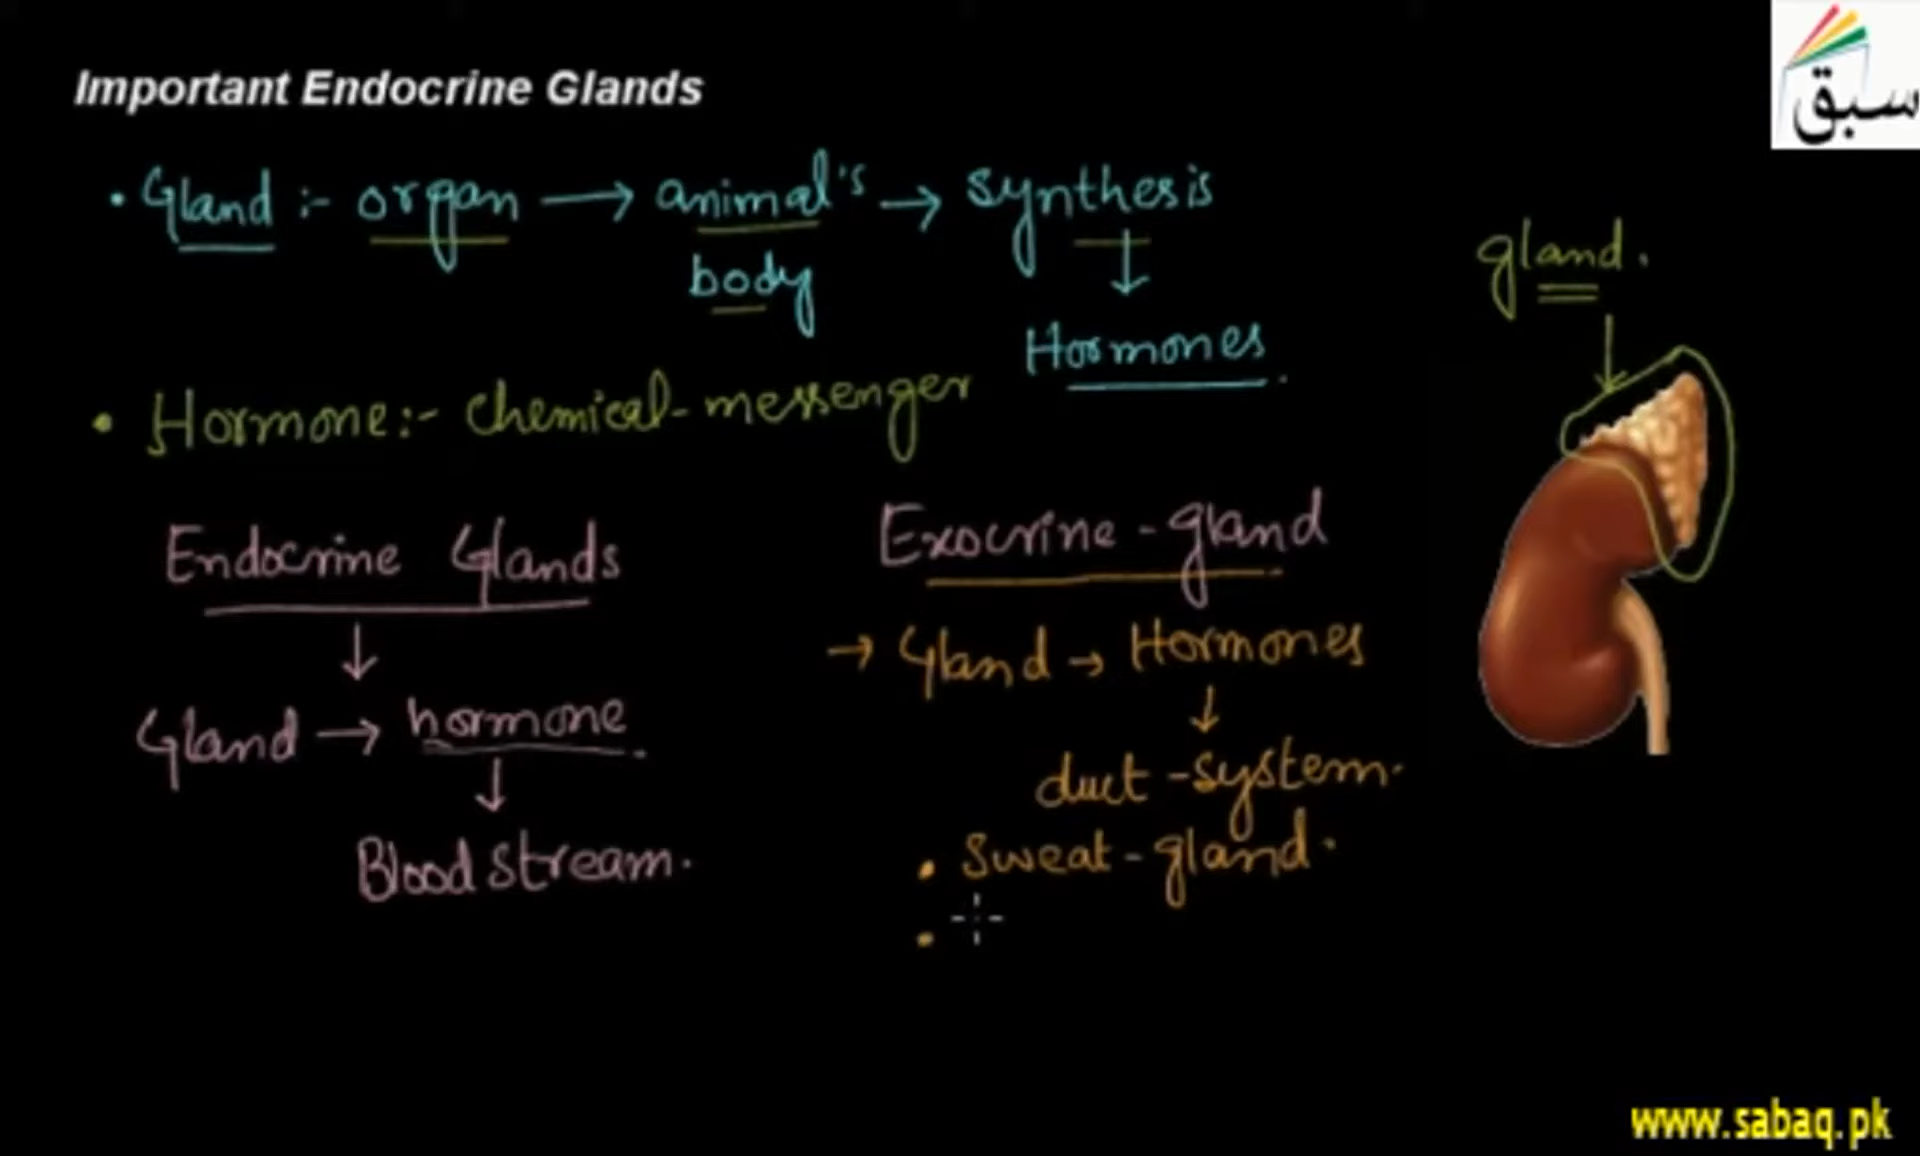 Important Endocrine Glands
سبق
• Gland :- organ → animal's → synthesis
body ↓
Hormones.
gland.
• Hormone:- Chemical-messenger
Endocrine Glands
↓
Gland → hormone.
↓
Blood stream.
Exocrine-gland
→ Gland → Hormones
↓
duct-system.
• Sweat-gland.
•
www.sabaq.pk